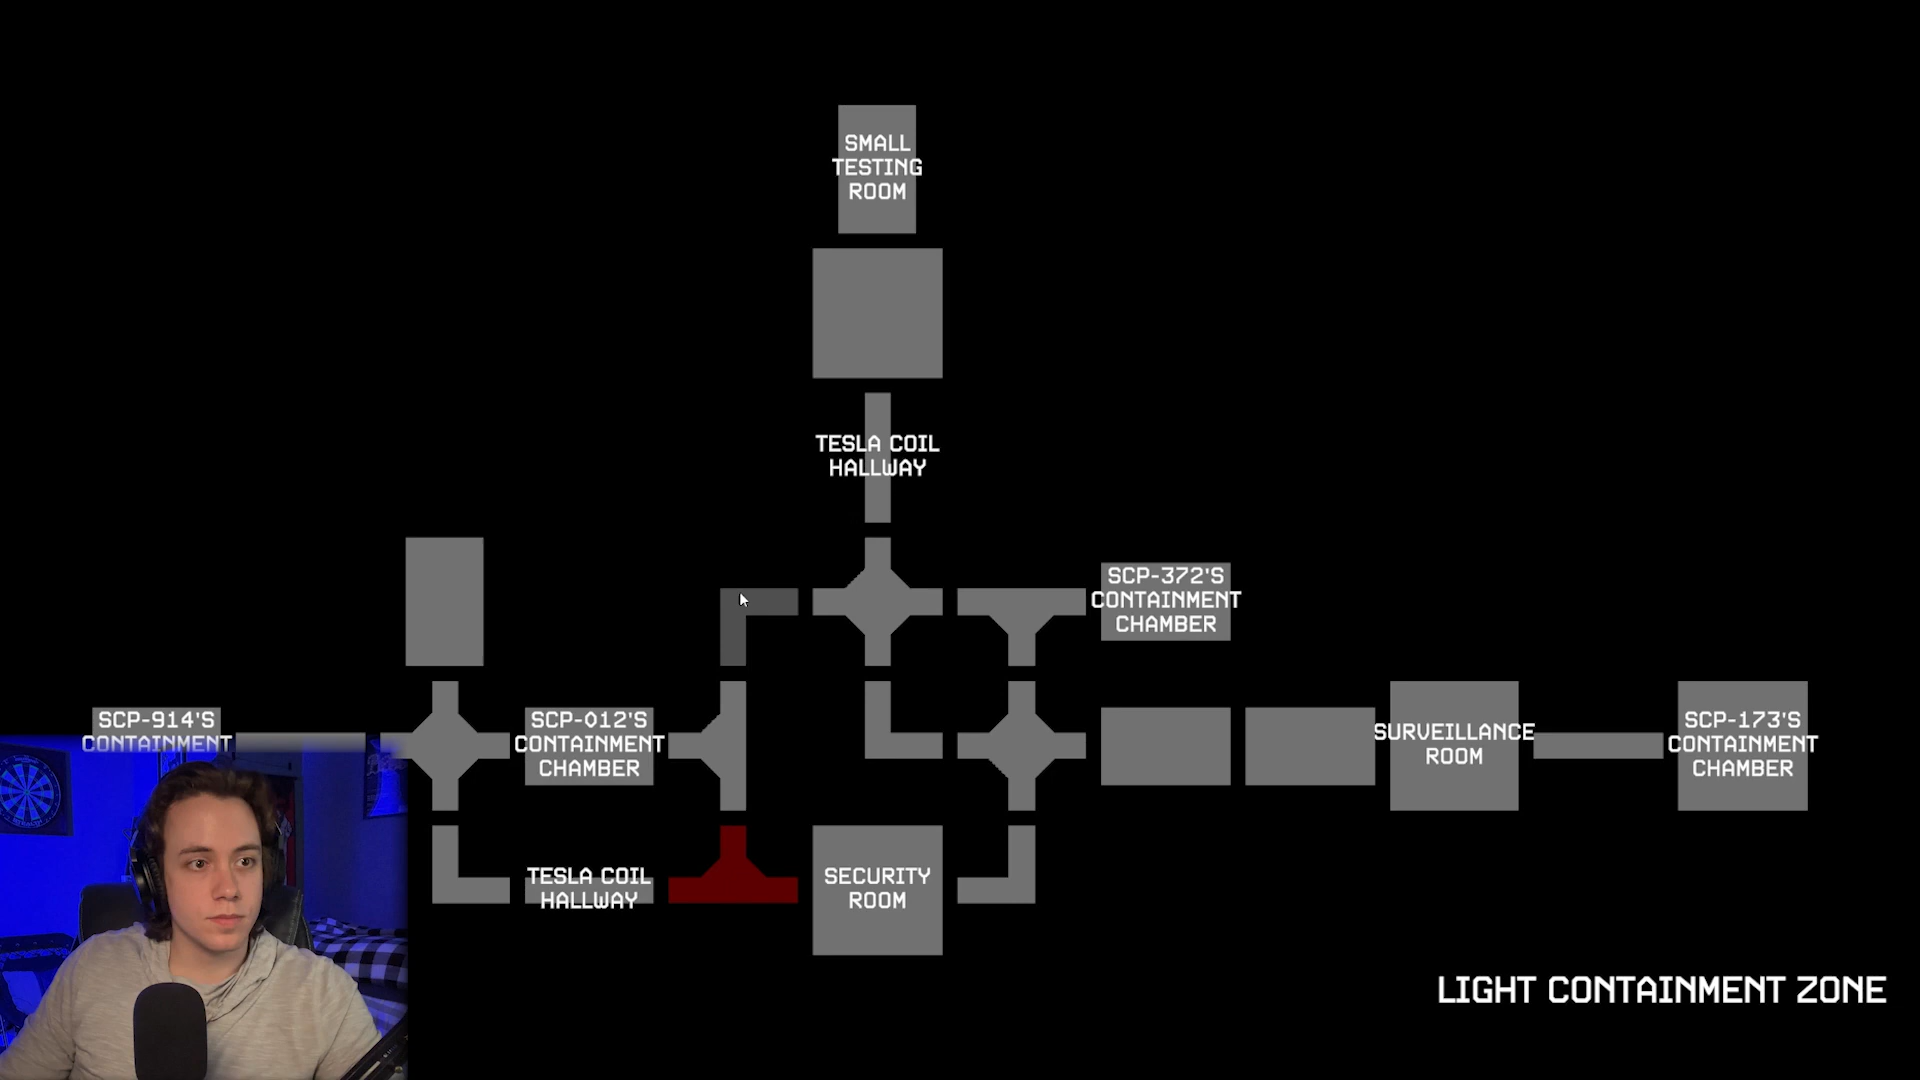 SMALL
TESTING
ROOM
TESLA COIL
HALLWAY
SCP-372'S
CONTAINMENT
CHAMBER
SCP-914'S
CONTAINMENT
SCP-012'S
CONTAINMENT
CHAMBER
SURVEILLANCE
ROOM
SCP-173'S
CONTAINMENT
CHAMBER
TESLA COIL
HALLWAY
SECURITY
ROOM
LIGHT CONTAINMENT ZONE